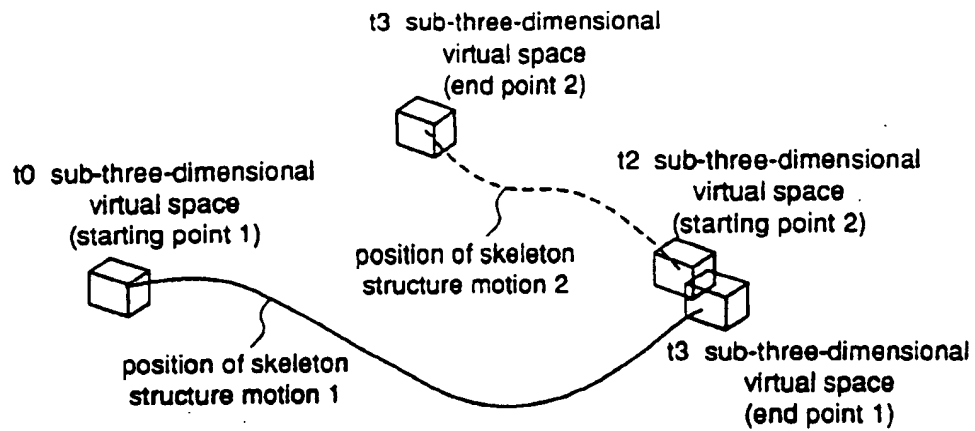 t3 sub-three-dimensional
virtual space
(end point 2)
t0 sub-three-dimensional
virtual space
(starting point 1)
t2 sub-three-dimensional
virtual space
(starting point 2)
position of skeleton
structure motion 2
position of skeleton
structure motion 1
t3 sub-three-dimensional
virtual space
(end point 1)